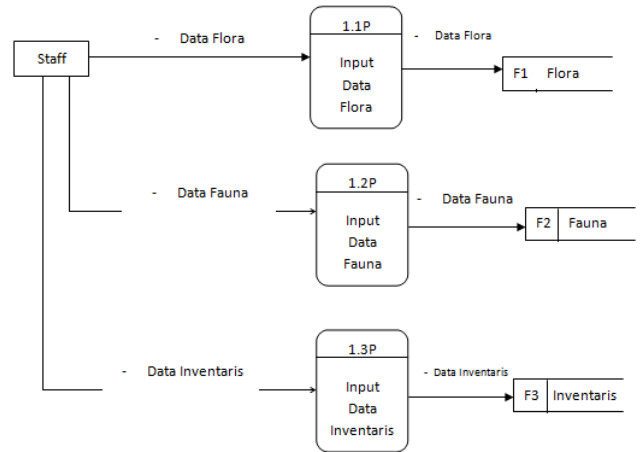 Staff
- Data Flora
1.1P
Input
Data
Flora
- Data Flora
F1 Flora
- Data Fauna
1.2P
Input
Data
Fauna
- Data Fauna
F2 Fauna
- Data Inventaris
1.3P
Input
Data
Inventaris
- Data Inventaris
F3 Inventaris